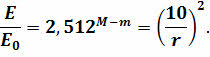 E/E₀ = 2,512^(M−m) = (10/r)².